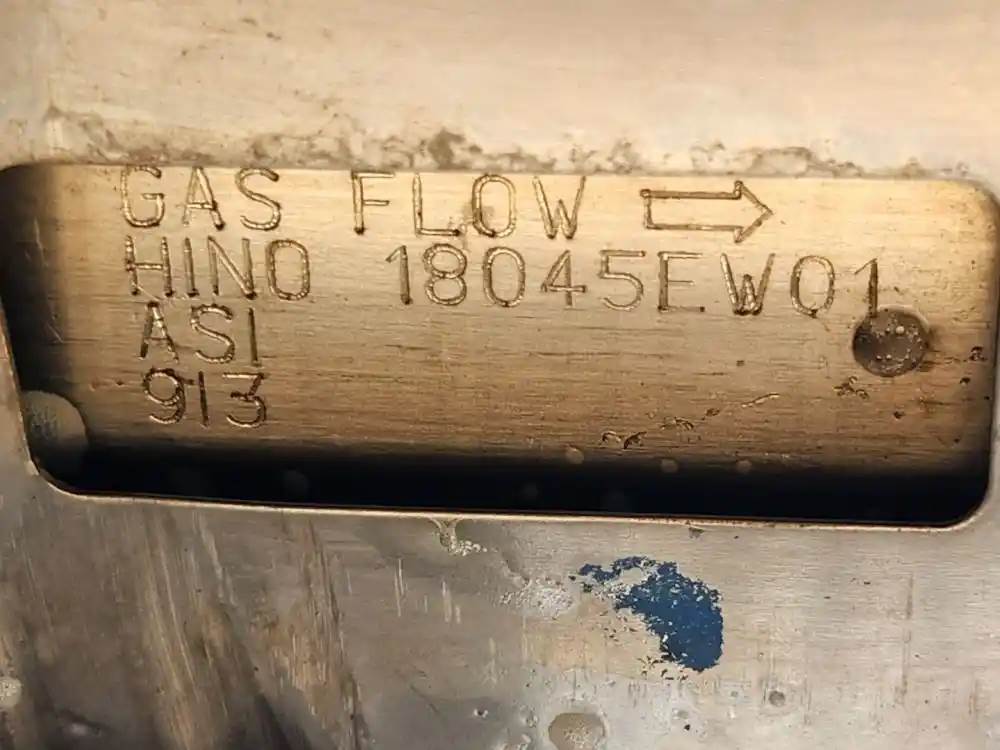 GAS FLOW
HINO 18045EW01
ASI
913